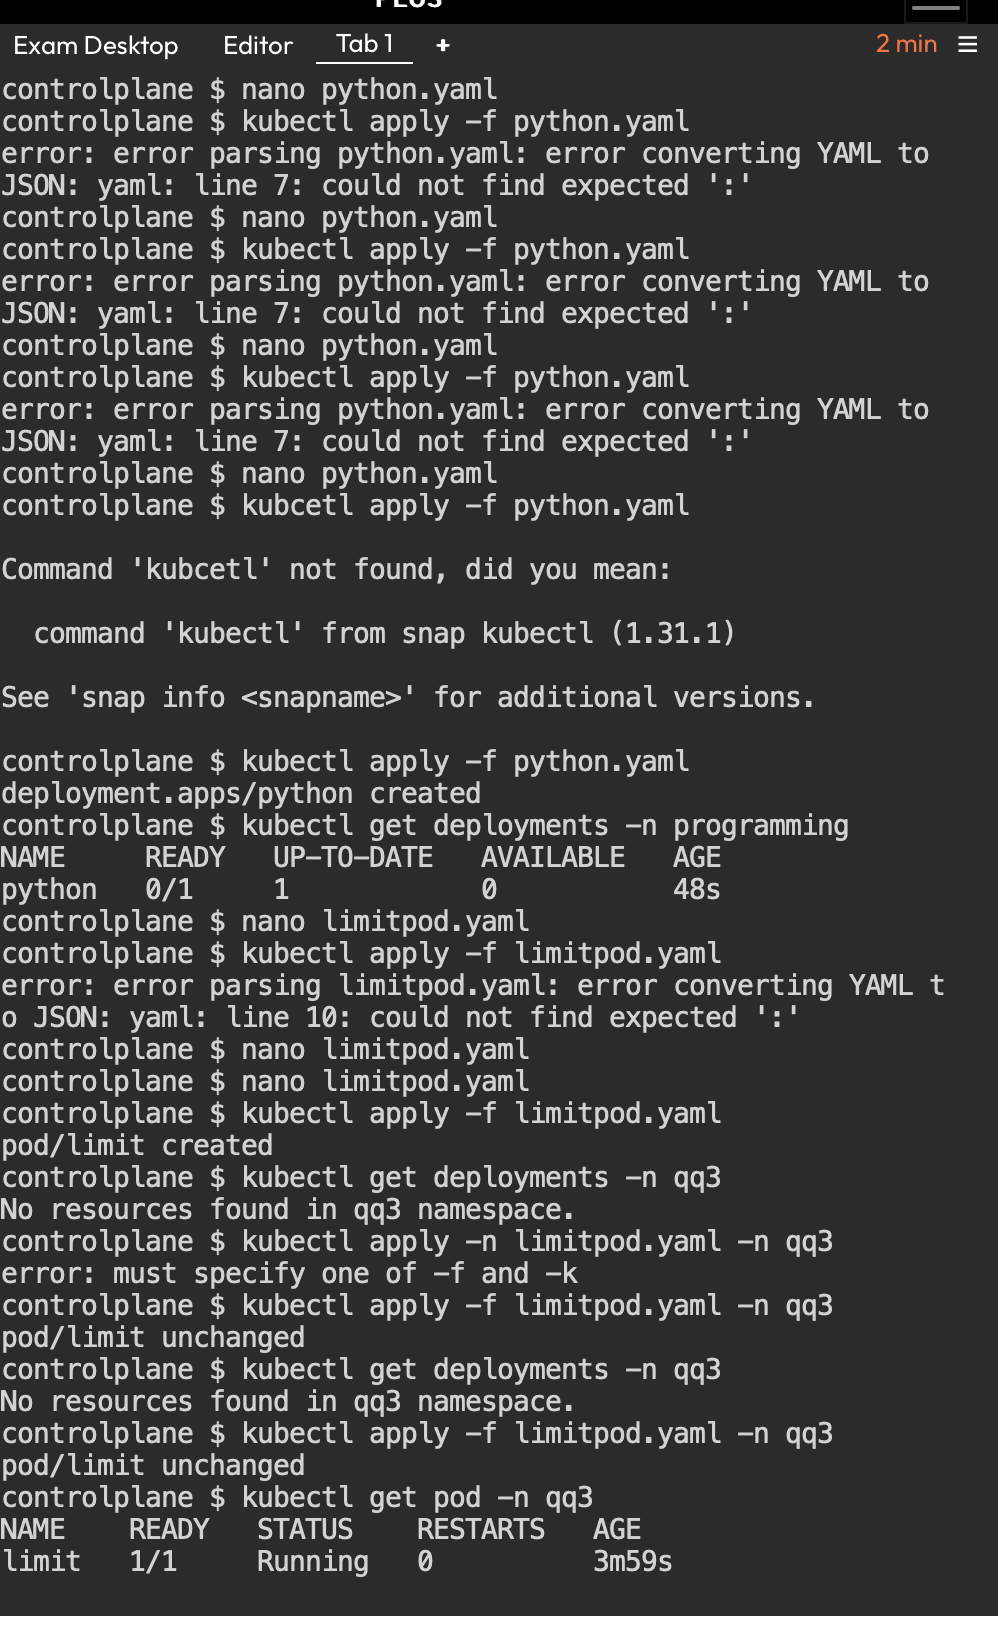 PLUS
Exam Desktop Editor Tab 1 + 2 min
controlplane $ nano python.yaml
controlplane $ kubectl apply -f python.yaml
error: error parsing python.yaml: error converting YAML to
JSON: yaml: line 7: could not find expected ':'
controlplane $ nano python.yaml
controlplane $ kubectl apply -f python.yaml
error: error parsing python.yaml: error converting YAML to
JSON: yaml: line 7: could not find expected ':'
controlplane $ nano python.yaml
controlplane $ kubectl apply -f python.yaml
error: error parsing python.yaml: error converting YAML to
JSON: yaml: line 7: could not find expected ':'
controlplane $ nano python.yaml
controlplane $ kubcetl apply -f python.yaml
Command 'kubcetl' not found, did you mean:
command 'kubectl' from snap kubectl (1.31.1)
See 'snap info <snapname>' for additional versions.
controlplane $ kubectl apply -f python.yaml
deployment.apps/python created
controlplane $ kubectl get deployments -n programming
NAME READY UP-TO-DATE AVAILABLE AGE
python 0/1 1 0 48s
controlplane $ nano limitpod.yaml
controlplane $ kubectl apply -f limitpod.yaml
error: error parsing limitpod.yaml: error converting YAML t
o JSON: yaml: line 10: could not find expected ':'
controlplane $ nano limitpod.yaml
controlplane $ nano limitpod.yaml
controlplane $ kubectl apply -f limitpod.yaml
pod/limit created
controlplane $ kubectl get deployments -n qq3
No resources found in qq3 namespace.
controlplane $ kubectl apply -n limitpod.yaml -n qq3
error: must specify one of -f and -k
controlplane $ kubectl apply -f limitpod.yaml -n qq3
pod/limit unchanged
controlplane $ kubectl get deployments -n qq3
No resources found in qq3 namespace.
controlplane $ kubectl apply -f limitpod.yaml -n qq3
pod/limit unchanged
controlplane $ kubectl get pod -n qq3
NAME READY STATUS RESTARTS AGE
limit 1/1 Running 0 3m59s